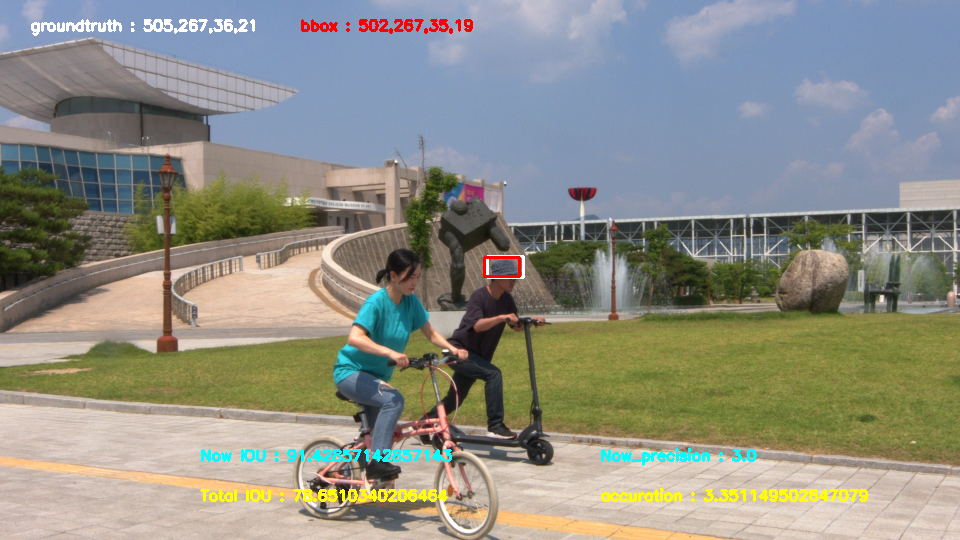 groundtruth : 505,267,36,21
bbox : 502,267,35,19
Now IOU : 91.42857142857143
Now_precision : 3.0
Total IOU : 78.6510340206464
accuration : 3.351149502847079